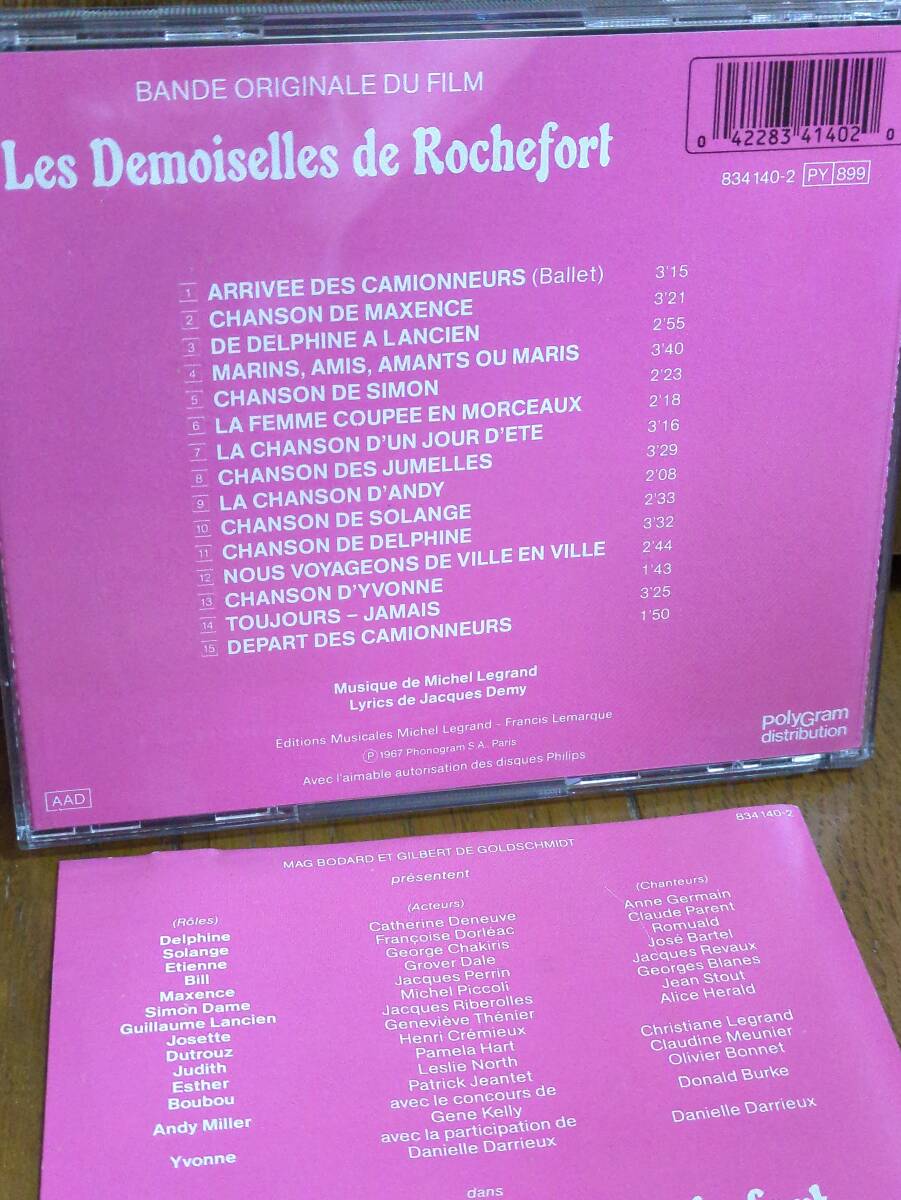 BANDE ORIGINALE DU FILM
Les Demoiselles de Rochefort
0 42283 41402 0
834 140-2 PY 899
1 ARRIVEE DES CAMIONNEURS (Ballet) 3'15
2 CHANSON DE MAXENCE 3'21
3 DE DELPHINE A LANCIEN 2'55
4 MARINS, AMIS, AMANTS OU MARIS 3'40
5 CHANSON DE SIMON 2'23
6 LA FEMME COUPEE EN MORCEAUX 2'18
7 LA CHANSON D'UN JOUR D'ETE 3'16
8 CHANSON DES JUMELLES 3'29
9 LA CHANSON D'ANDY 2'08
10 CHANSON DE SOLANGE 2'33
11 CHANSON DE DELPHINE 3'32
12 NOUS VOYAGEONS DE VILLE EN VILLE 2'44
13 CHANSON D'YVONNE 1'43
14 TOUJOURS – JAMAIS 3'25
15 DEPART DES CAMIONNEURS 1'50
Musique de Michel Legrand
Lyrics de Jacques Demy
Editions Musicales Michel Legrand - Francis Lemarque
℗ 1967 Phonogram S.A. Paris
Avec l'aimable autorisation des disques Philips
polyGram
distribution
AAD
834 140-2
MAG BODARD ET GILBERT DE GOLDSCHMIDT
présentent
(Rôles) (Acteurs) (Chanteurs)
Delphine Catherine Deneuve Anne Germain
Solange Françoise Dorléac Claude Parent
Etienne George Chakiris Romuald
Bill Grover Dale José Bartel
Maxence Jacques Perrin Jacques Revaux
Simon Dame Michel Piccoli Georges Blanes
Guillaume Lancien Jacques Riberolles Jean Stout
Josette Geneviève Thénier Alice Herald
Dutrouz Henri Crémieux
Judith Pamela Hart Christiane Legrand
Esther Leslie North Claudine Meunier
Boubou Patrick Jeantet Olivier Bonnet
avec le concours de
Andy Miller Gene Kelly Donald Burke
avec la participation de
Yvonne Danielle Darrieux Danielle Darrieux
dans